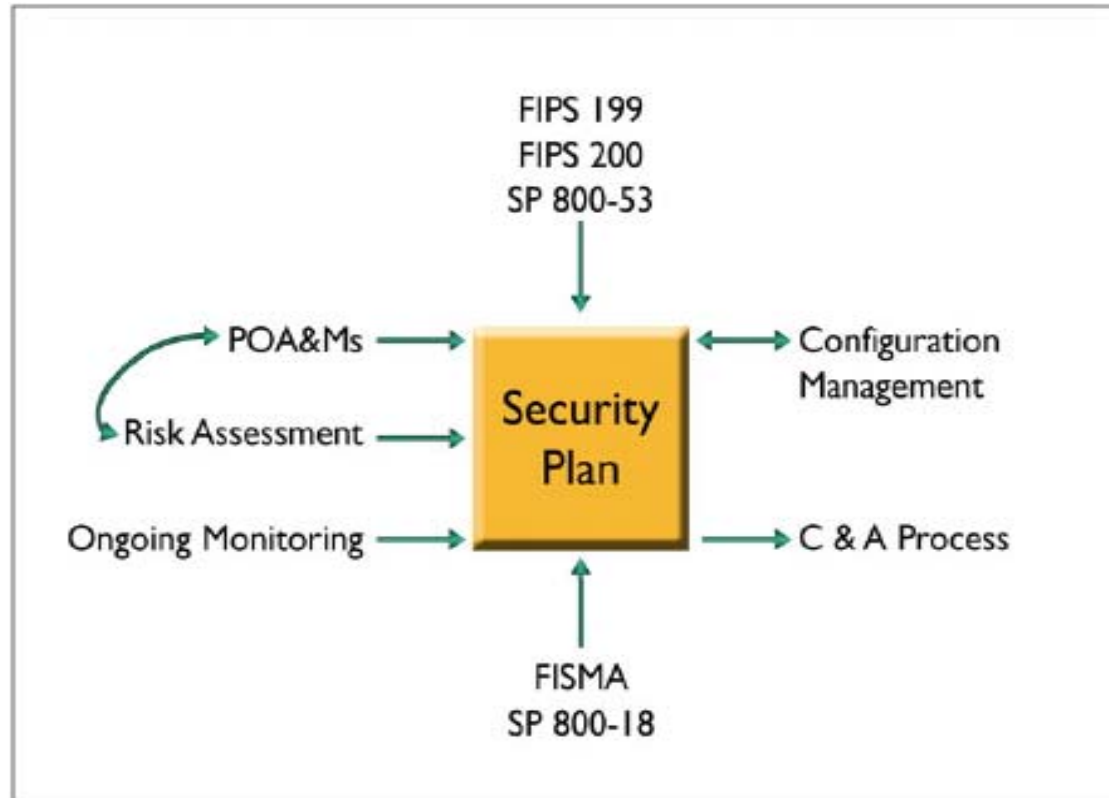 FIPS 199
FIPS 200
SP 800-53
POA&Ms
Configuration
Management
Security
Plan
Risk Assessment
Ongoing Monitoring
C & A Process
FISMA
SP 800-18